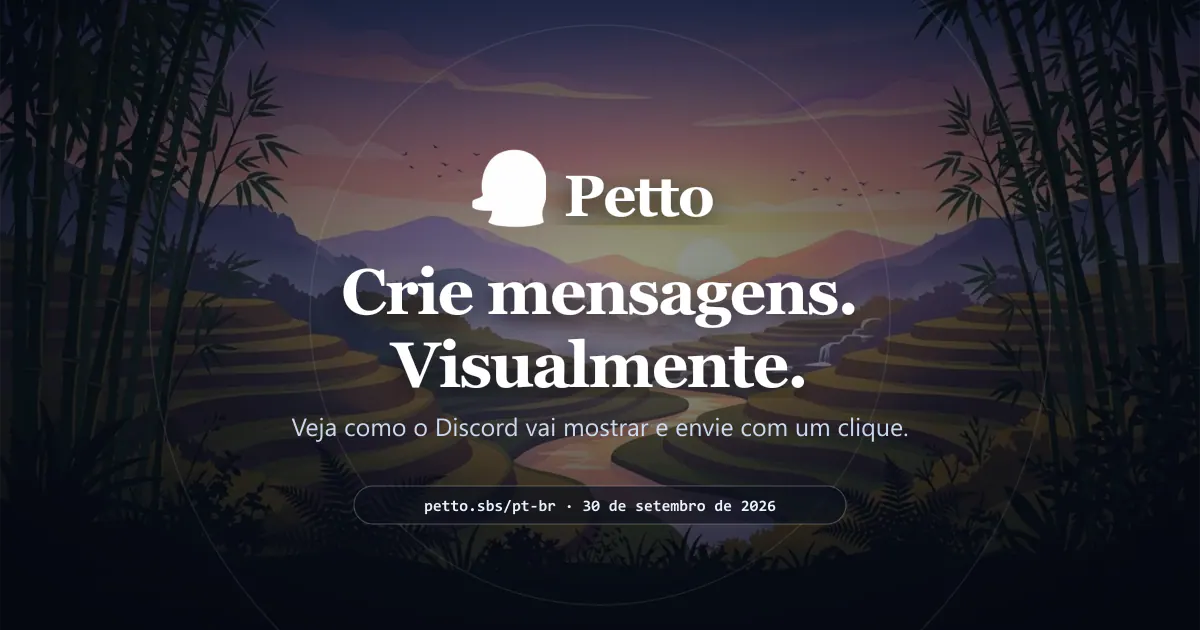 Petto
Crie mensagens.
Visualmente.
Veja como o Discord vai mostrar e envie com um clique.
petto.sbs/pt-br · 30 de setembro de 2026